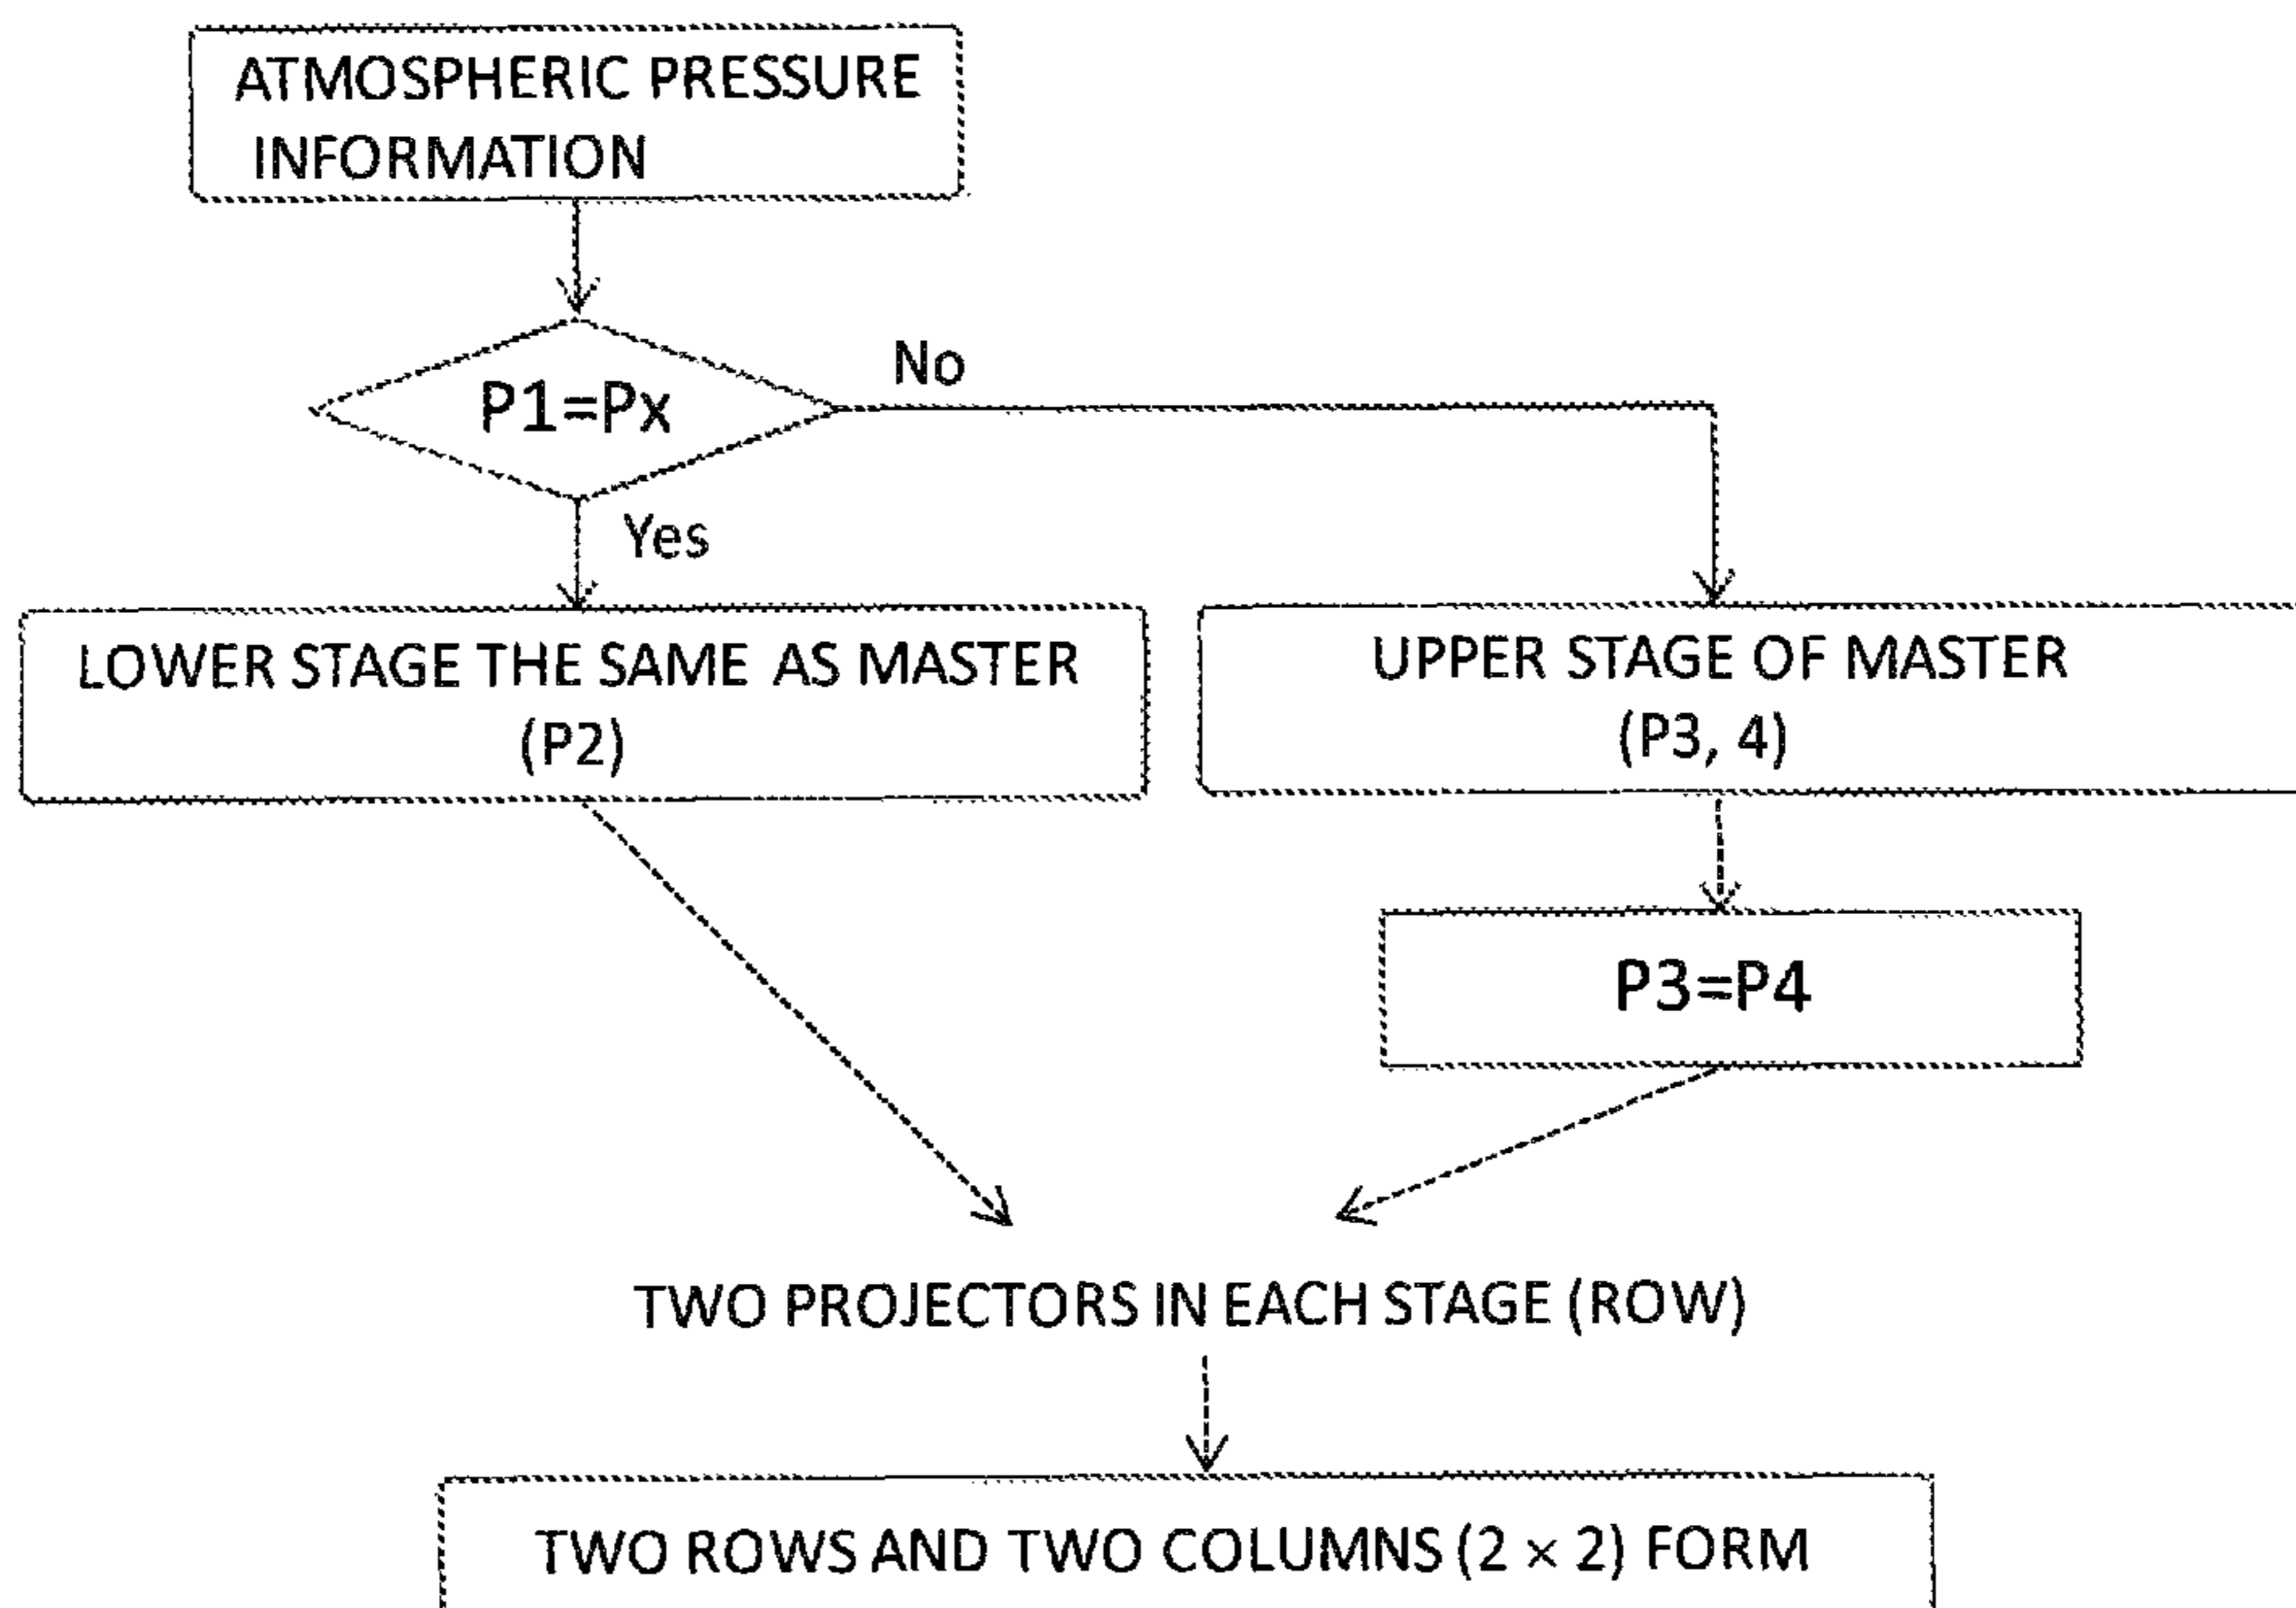 ATMOSPHERIC PRESSURE
INFORMATION
P1=Px
No
Yes
LOWER STAGE THE SAME AS MASTER
(P2)
UPPER STAGE OF MASTER
(P3, 4)
P3=P4
TWO PROJECTORS IN EACH STAGE (ROW)
TWO ROWS AND TWO COLUMNS (2 × 2) FORM